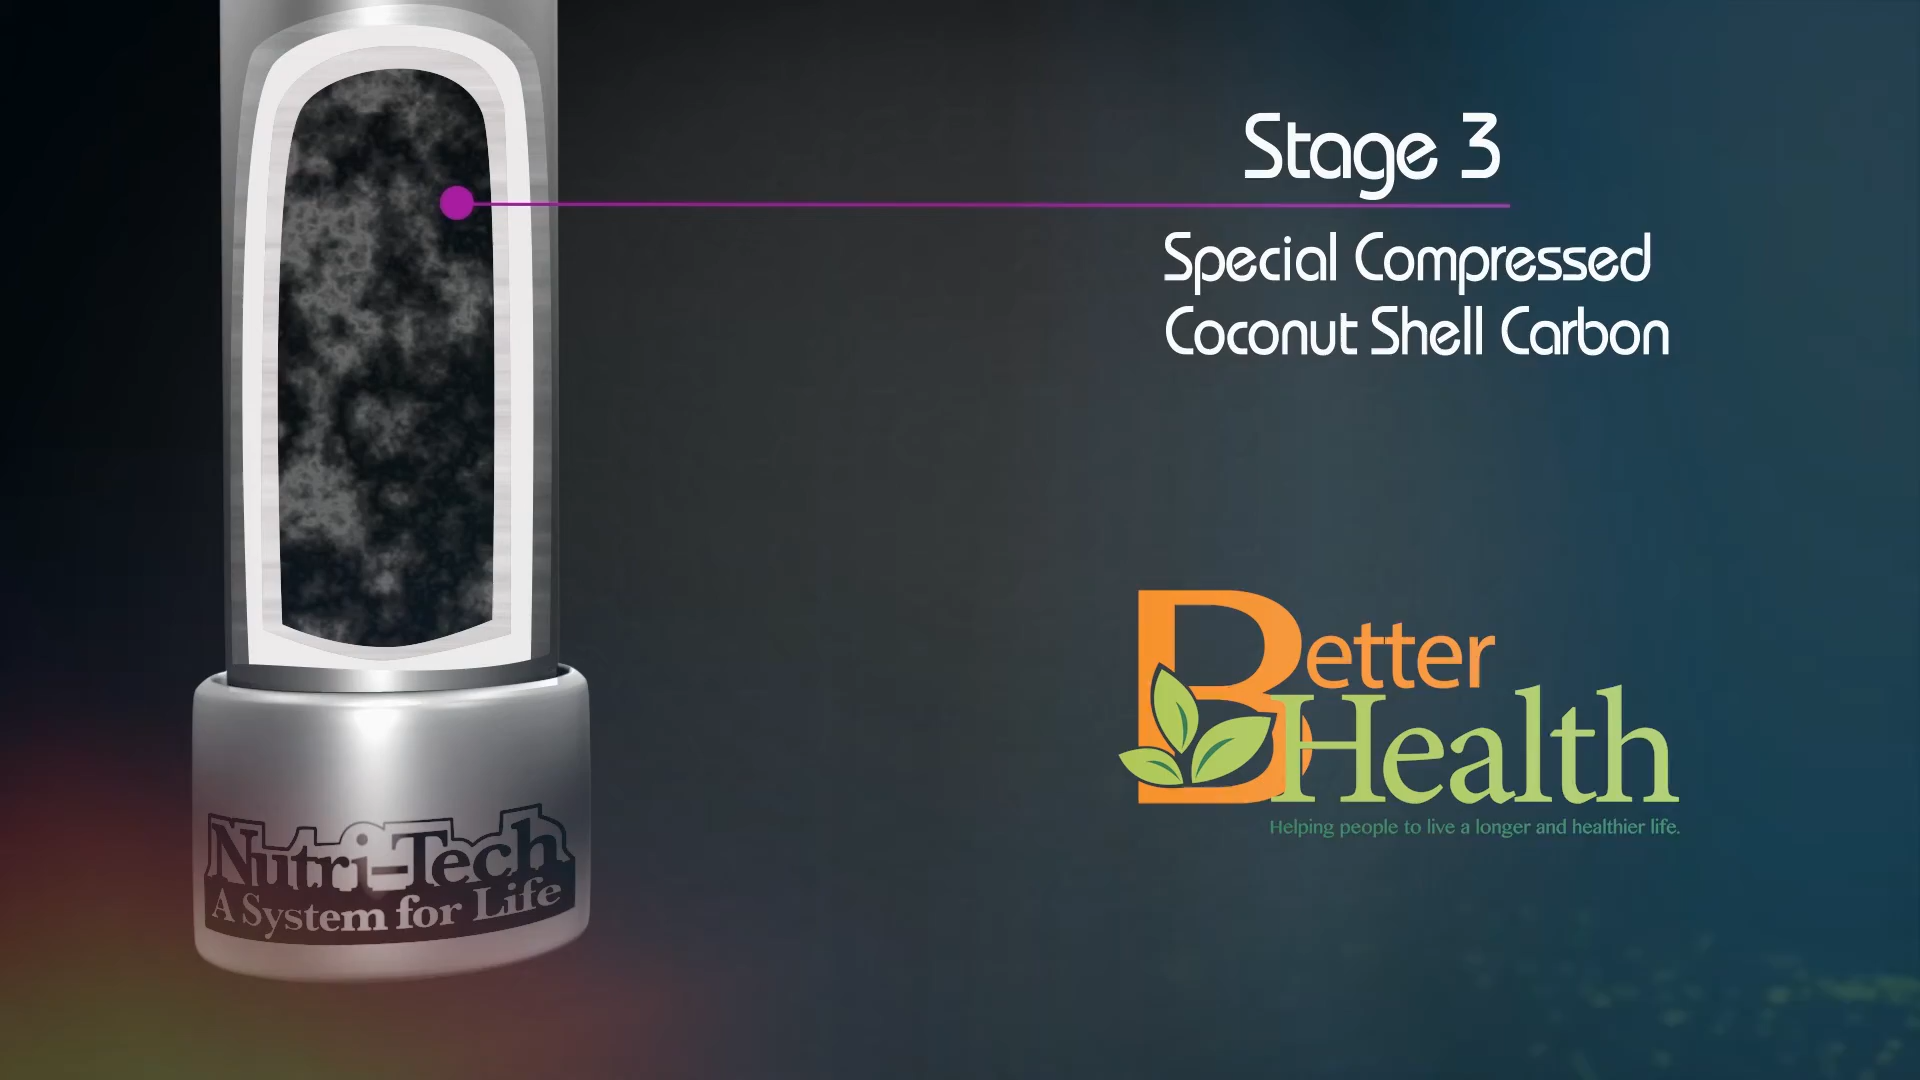 Stage 3
Special Compressed
Coconut Shell Carbon
Better
Health
Helping people to live a longer and healthier life.
Nutri-Tech
A System for Life